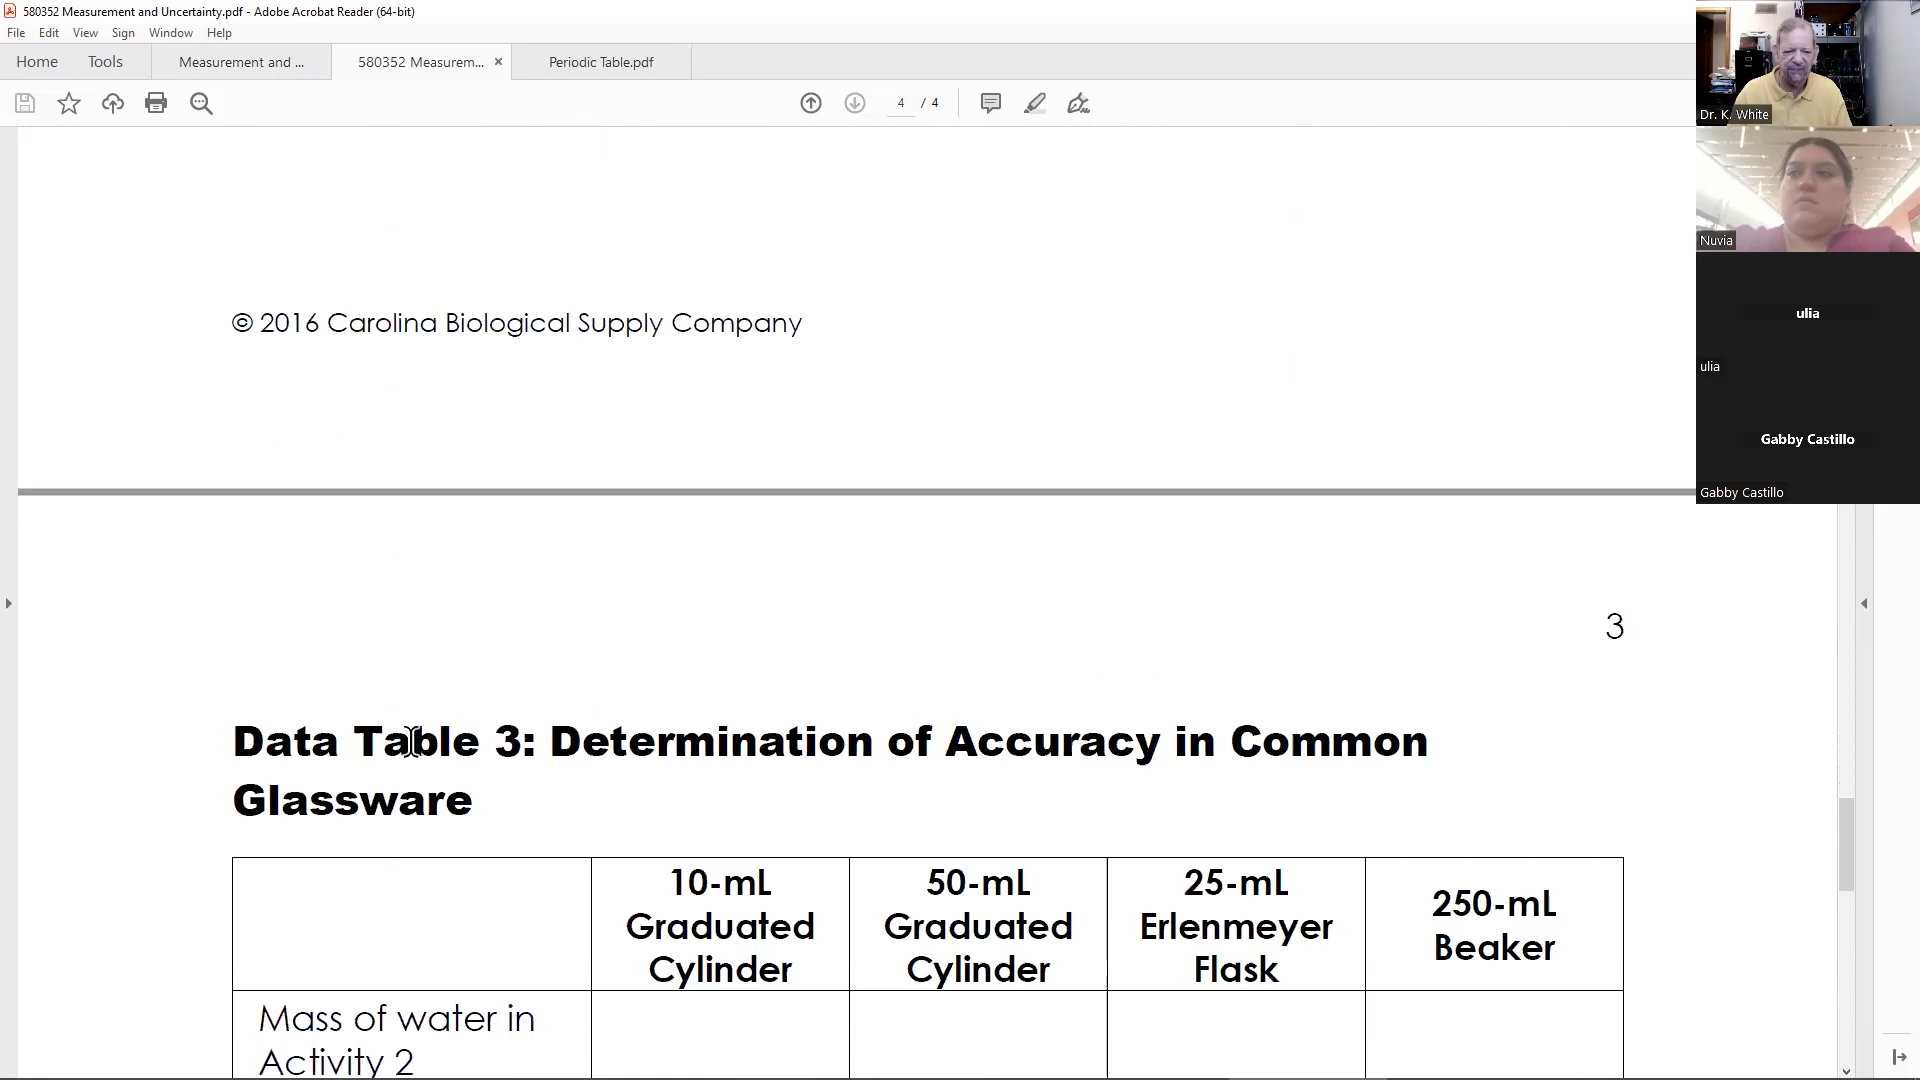 580352 Measurement and Uncertainty.pdf - Adobe Acrobat Reader (64-bit)
File Edit View Sign Window Help
Home Tools Measurement and ... 580352 Measurem... × Periodic Table.pdf
4 / 4
Dr. K. White
Nuvia
ulia
ulia
Gabby Castillo
Gabby Castillo
© 2016 Carolina Biological Supply Company
3
Data Table 3: Determination of Accuracy in Common
Glassware
10-mL Graduated Cylinder
50-mL Graduated Cylinder
25-mL Erlenmeyer Flask
250-mL Beaker
Mass of water in
Activity 2